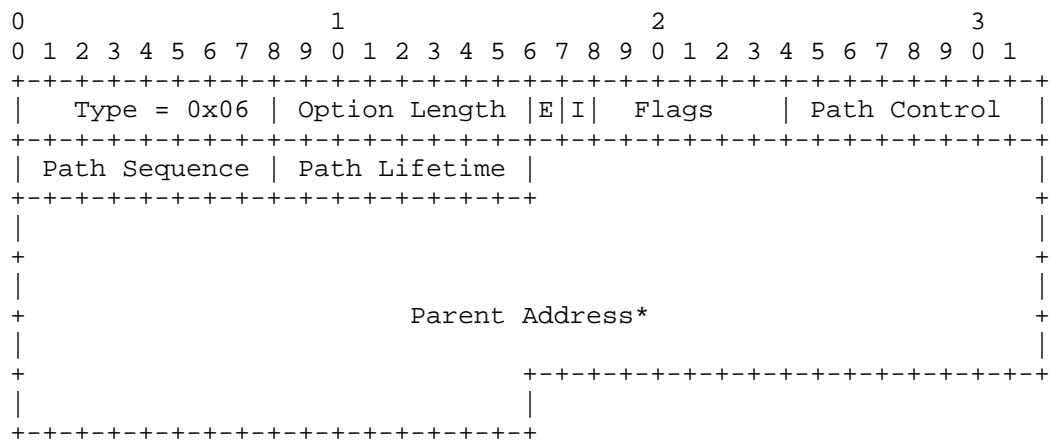 0                   1                   2                   3
0 1 2 3 4 5 6 7 8 9 0 1 2 3 4 5 6 7 8 9 0 1 2 3 4 5 6 7 8 9 0 1
+-+-+-+-+-+-+-+-+-+-+-+-+-+-+-+-+-+-+-+-+-+-+-+-+-+-+-+-+-+-+-+-+
|   Type = 0x06 | Option Length |E|I|  Flags    | Path Control  |
+-+-+-+-+-+-+-+-+-+-+-+-+-+-+-+-+-+-+-+-+-+-+-+-+-+-+-+-+-+-+-+-+
| Path Sequence | Path Lifetime |                               |
+-+-+-+-+-+-+-+-+-+-+-+-+-+-+-+-+                               +
|                                                               |
+                                                               +
|                                                               |
+                        Parent Address*                        +
|                                                               |
+                               +-+-+-+-+-+-+-+-+-+-+-+-+-+-+-+-+
|                               |
+-+-+-+-+-+-+-+-+-+-+-+-+-+-+-+-+